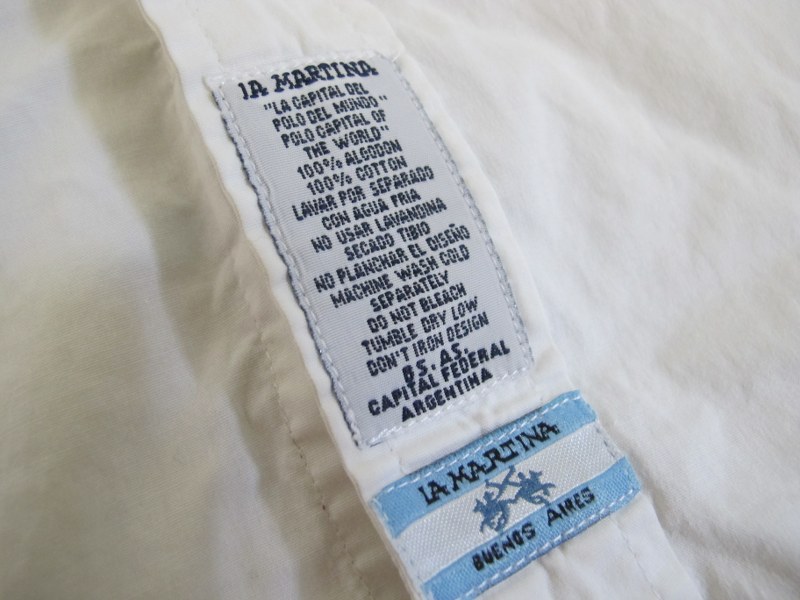 LA MARTINA
"LA CAPITAL DEL
POLO DEL MUNDO"
POLO CAPITAL OF
THE WORLD"
100% ALGODON
100% COTTON
LAVAR POR SEPARADO
CON AGUA FRIA
NO USAR LAVANDINA
SECADO TIBIO
NO PLANCHAR EL DISEÑO
MACHINE WASH COLD
SEPARATELY
DO NOT BLEACH
TUMBLE DRY LOW
DON'T IRON DESIGN
BS. AS.
CAPITAL FEDERAL
ARGENTINA
LA MARTINA
BUENOS AIRES